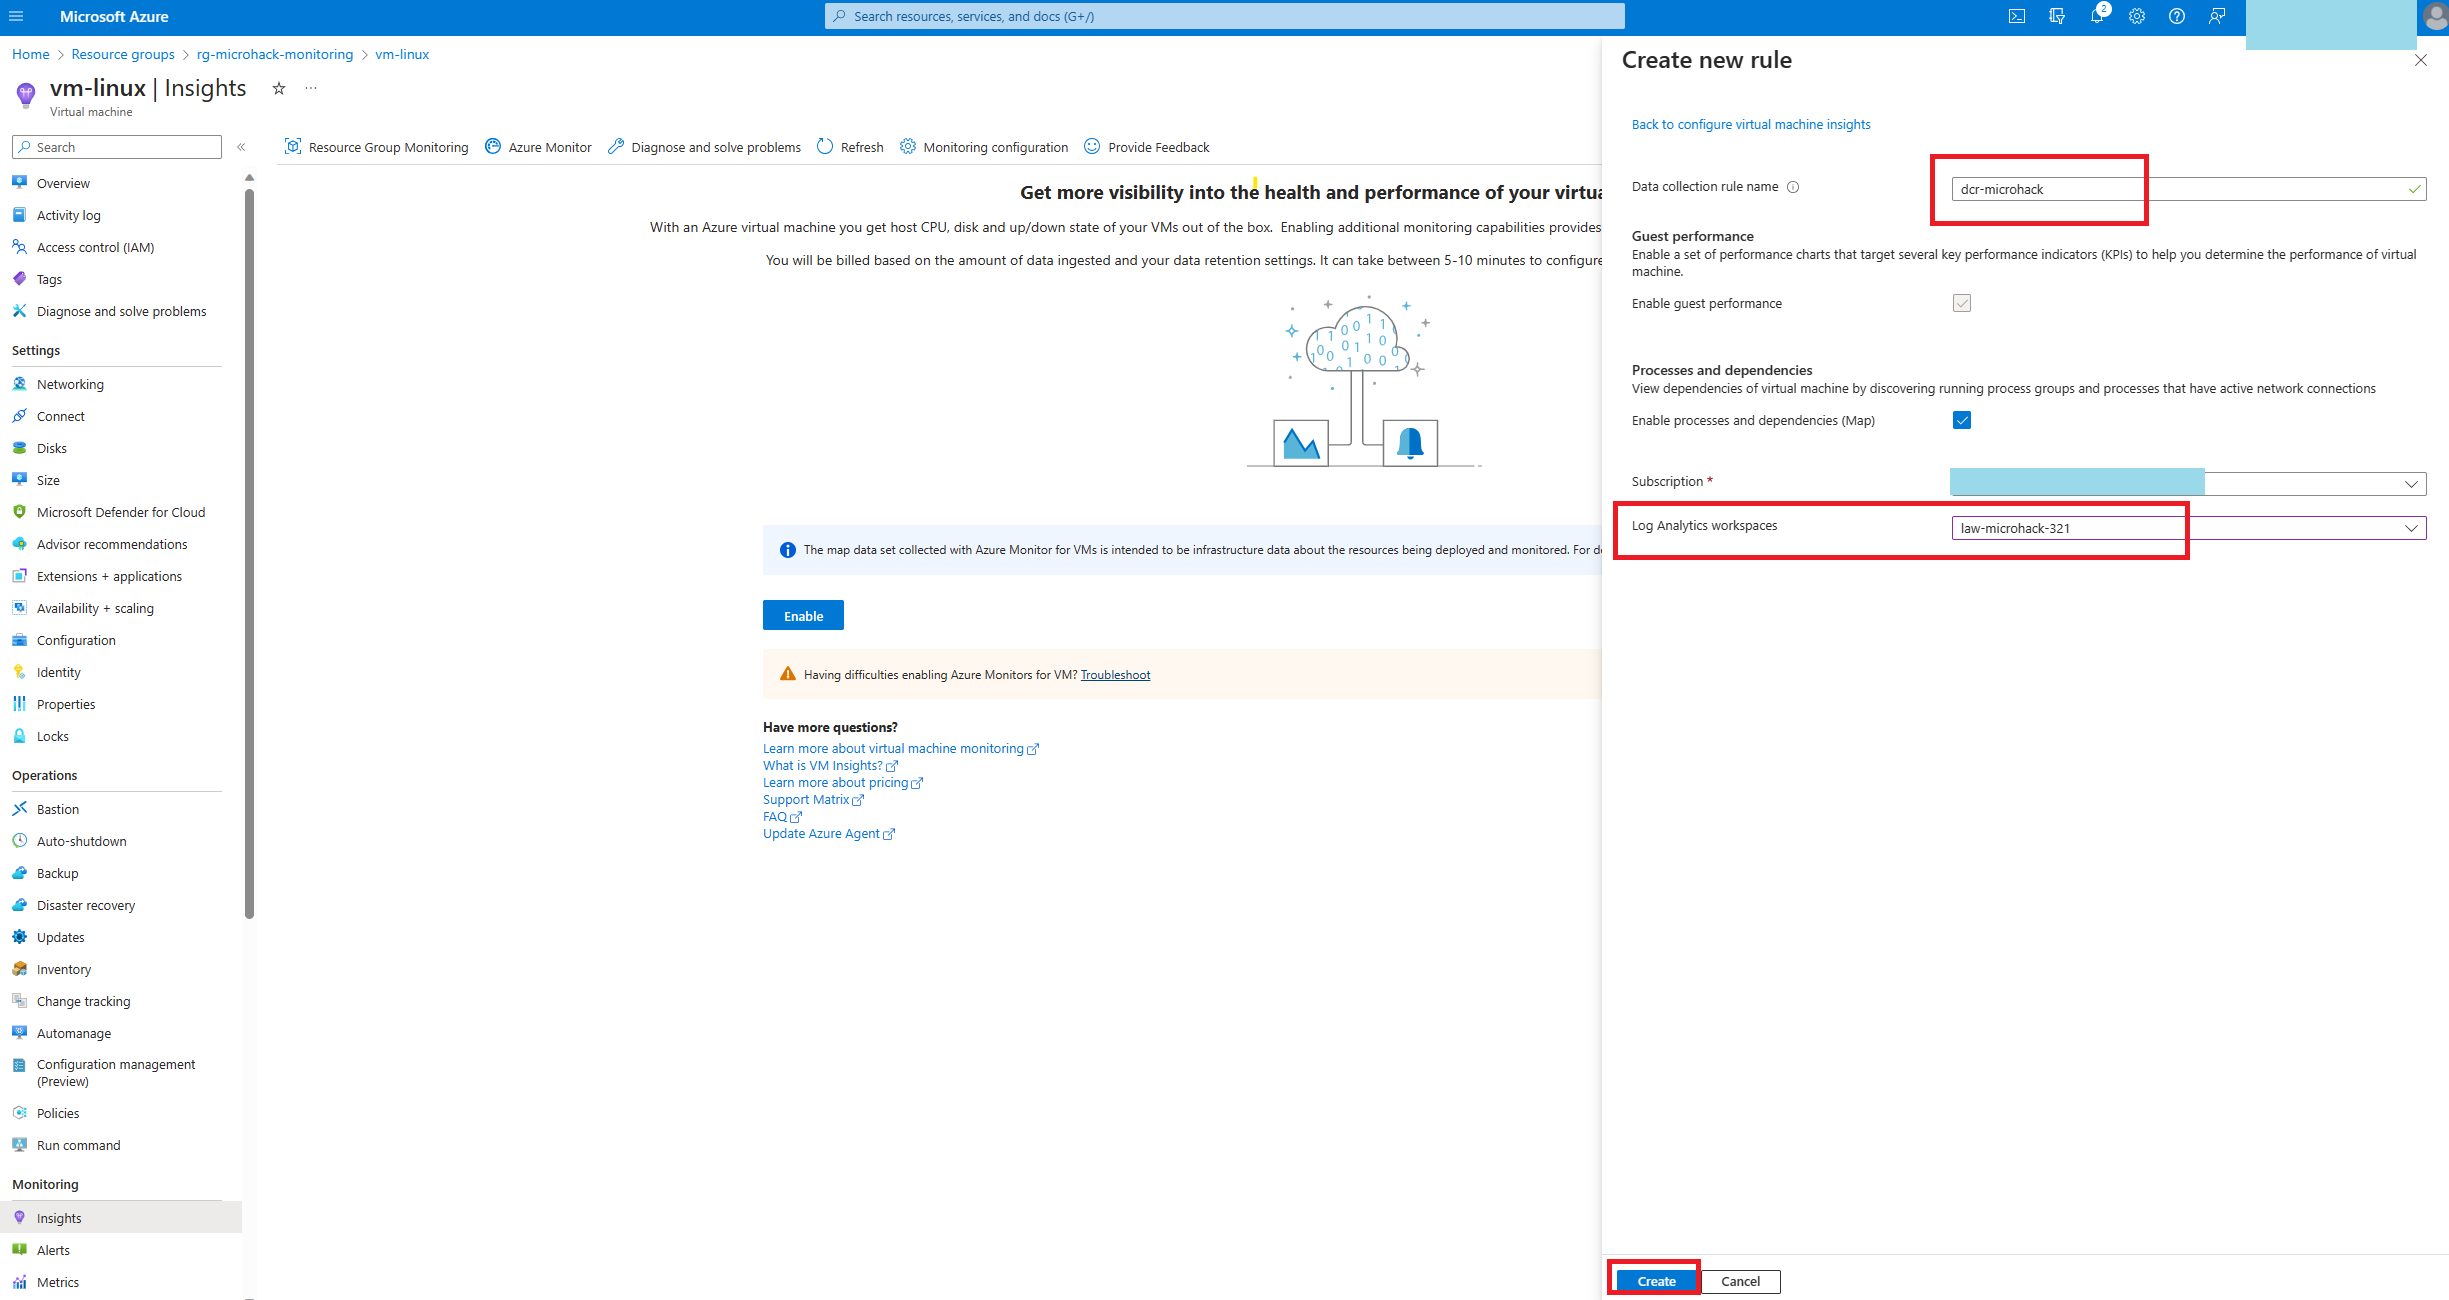 Microsoft Azure
Search resources, services, and docs (G+/)
2
Home > Resource groups > rg-microhack-monitoring > vm-linux
vm-linux | Insights
Virtual machine
Search
Overview
Activity log
Access control (IAM)
Tags
Diagnose and solve problems
Settings
Networking
Connect
Disks
Size
Microsoft Defender for Cloud
Advisor recommendations
Extensions + applications
Availability + scaling
Configuration
Identity
Properties
Locks
Operations
Bastion
Auto-shutdown
Backup
Disaster recovery
Updates
Inventory
Change tracking
Automanage
Configuration management
(Preview)
Policies
Run command
Monitoring
Insights
Alerts
Metrics
Resource Group Monitoring Azure Monitor Diagnose and solve problems Refresh Monitoring configuration Provide Feedback
Get more visibility into the health and performance of your virtua
With an Azure virtual machine you get host CPU, disk and up/down state of your VMs out of the box. Enabling additional monitoring capabilities provides
You will be billed based on the amount of data ingested and your data retention settings. It can take between 5-10 minutes to configure
The map data set collected with Azure Monitor for VMs is intended to be infrastructure data about the resources being deployed and monitored. For de
Enable
Having difficulties enabling Azure Monitors for VM? Troubleshoot
Have more questions?
Learn more about virtual machine monitoring
What is VM Insights?
Learn more about pricing
Support Matrix
FAQ
Update Azure Agent
Create new rule
Back to configure virtual machine insights
Data collection rule name
dcr-microhack
Guest performance
Enable a set of performance charts that target several key performance indicators (KPIs) to help you determine the performance of virtual
machine.
Enable guest performance
Processes and dependencies
View dependencies of virtual machine by discovering running process groups and processes that have active network connections
Enable processes and dependencies (Map)
Subscription *
Log Analytics workspaces
law-microhack-321
Create
Cancel